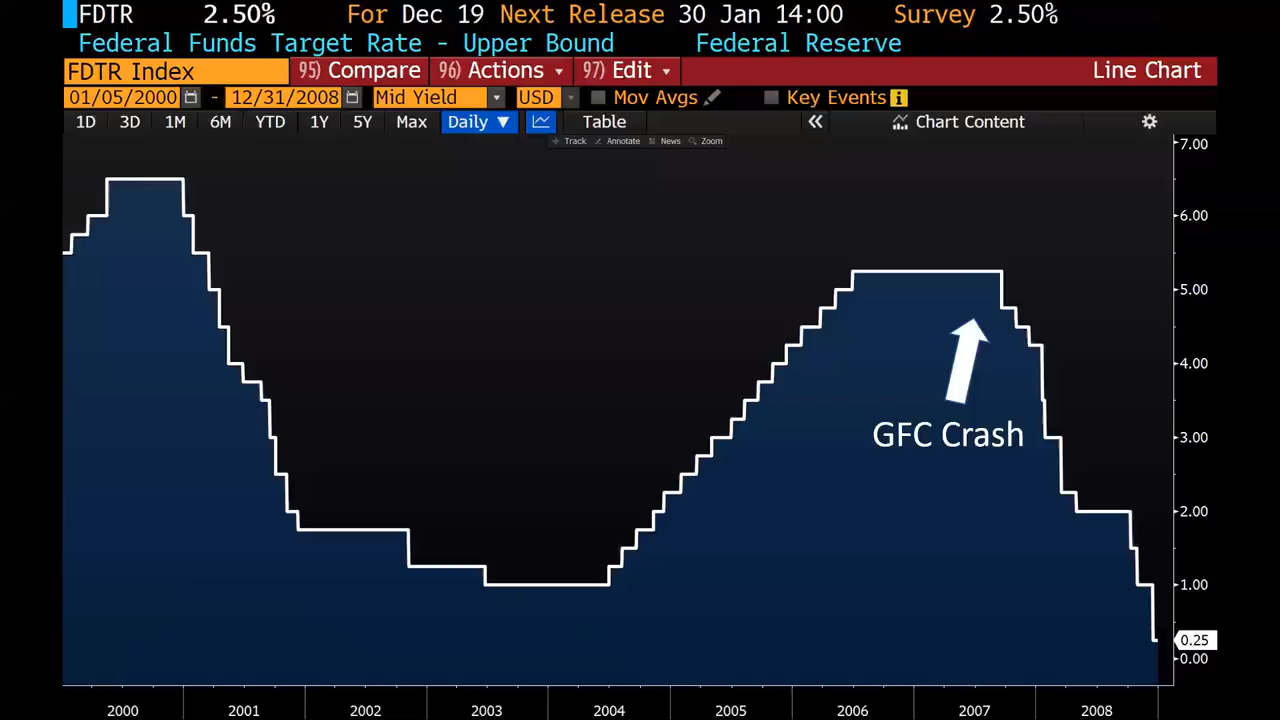 FDTR 2.50% For Dec 19 Next Release 30 Jan 14:00 Survey 2.50%
Federal Funds Target Rate - Upper Bound Federal Reserve
FDTR Index 95) Compare 96) Actions 97) Edit Line Chart
01/05/2000 - 12/31/2008 Mid Yield USD Mov Avgs Key Events
1D 3D 1M 6M YTD 1Y 5Y Max Daily ▼ Table « Chart Content
Track Annotate News Zoom
7.00
6.00
5.00
4.00
GFC Crash
3.00
2.00
1.00
0.25
0.00
2000 2001 2002 2003 2004 2005 2006 2007 2008